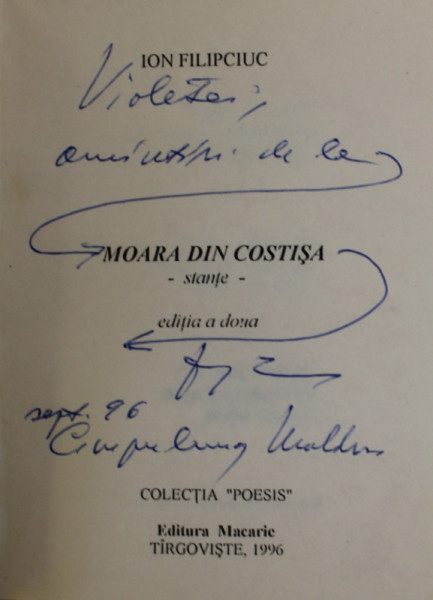 ION FILIPCIUC
Violetei,
amintiri de la
MOARA DIN COSTIŞA
- stanţe -
ediţia a doua
sept. 96
Cîmpulung Moldov
COLECŢIA "POESIS"
Editura Macarie
TÎRGOVIŞTE, 1996